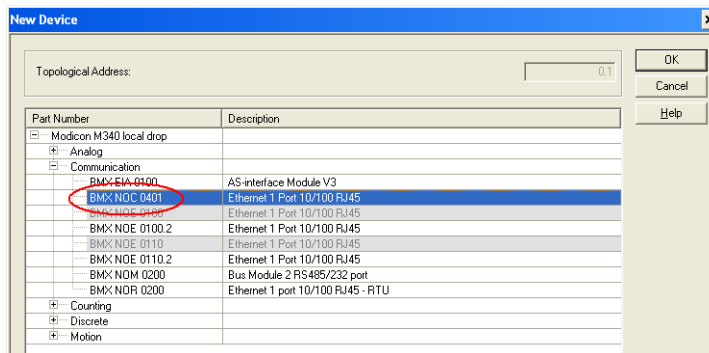 New Device
Topological Address: 0.1
OK
Cancel
Help
Part Number Description
Modicon M340 local drop
Analog
Communication
BMX EIA 0100 AS-interface Module V3
BMX NOC 0401 Ethernet 1 Port 10/100 RJ45
BMX NOE 0100 Ethernet 1 Port 10/100 RJ45
BMX NOE 0100.2 Ethernet 1 Port 10/100 RJ45
BMX NOE 0110 Ethernet 1 Port 10/100 RJ45
BMX NOE 0110.2 Ethernet 1 Port 10/100 RJ45
BMX NOM 0200 Bus Module 2 RS485/232 port
BMX NOR 0200 Ethernet 1 port 10/100 RJ45 - RTU
Counting
Discrete
Motion